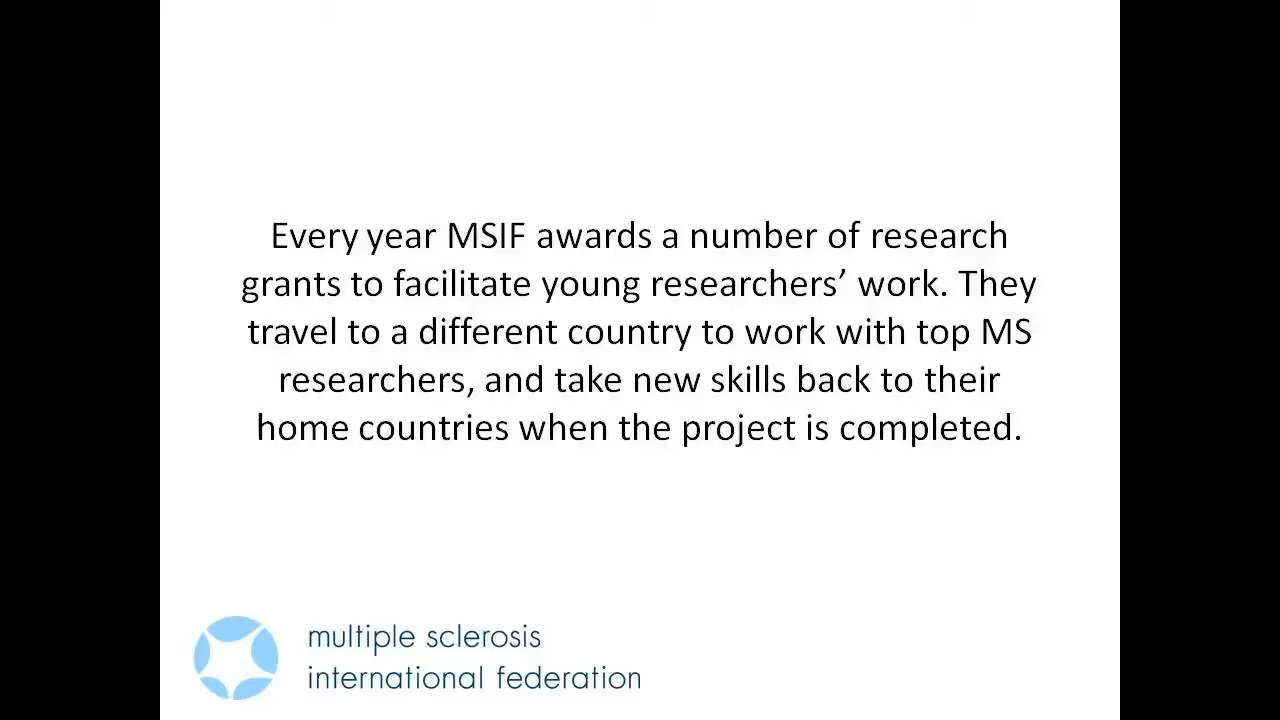 Every year MSIF awards a number of research
grants to facilitate young researchers’ work. They
travel to a different country to work with top MS
researchers, and take new skills back to their
home countries when the project is completed.
multiple sclerosis
international federation